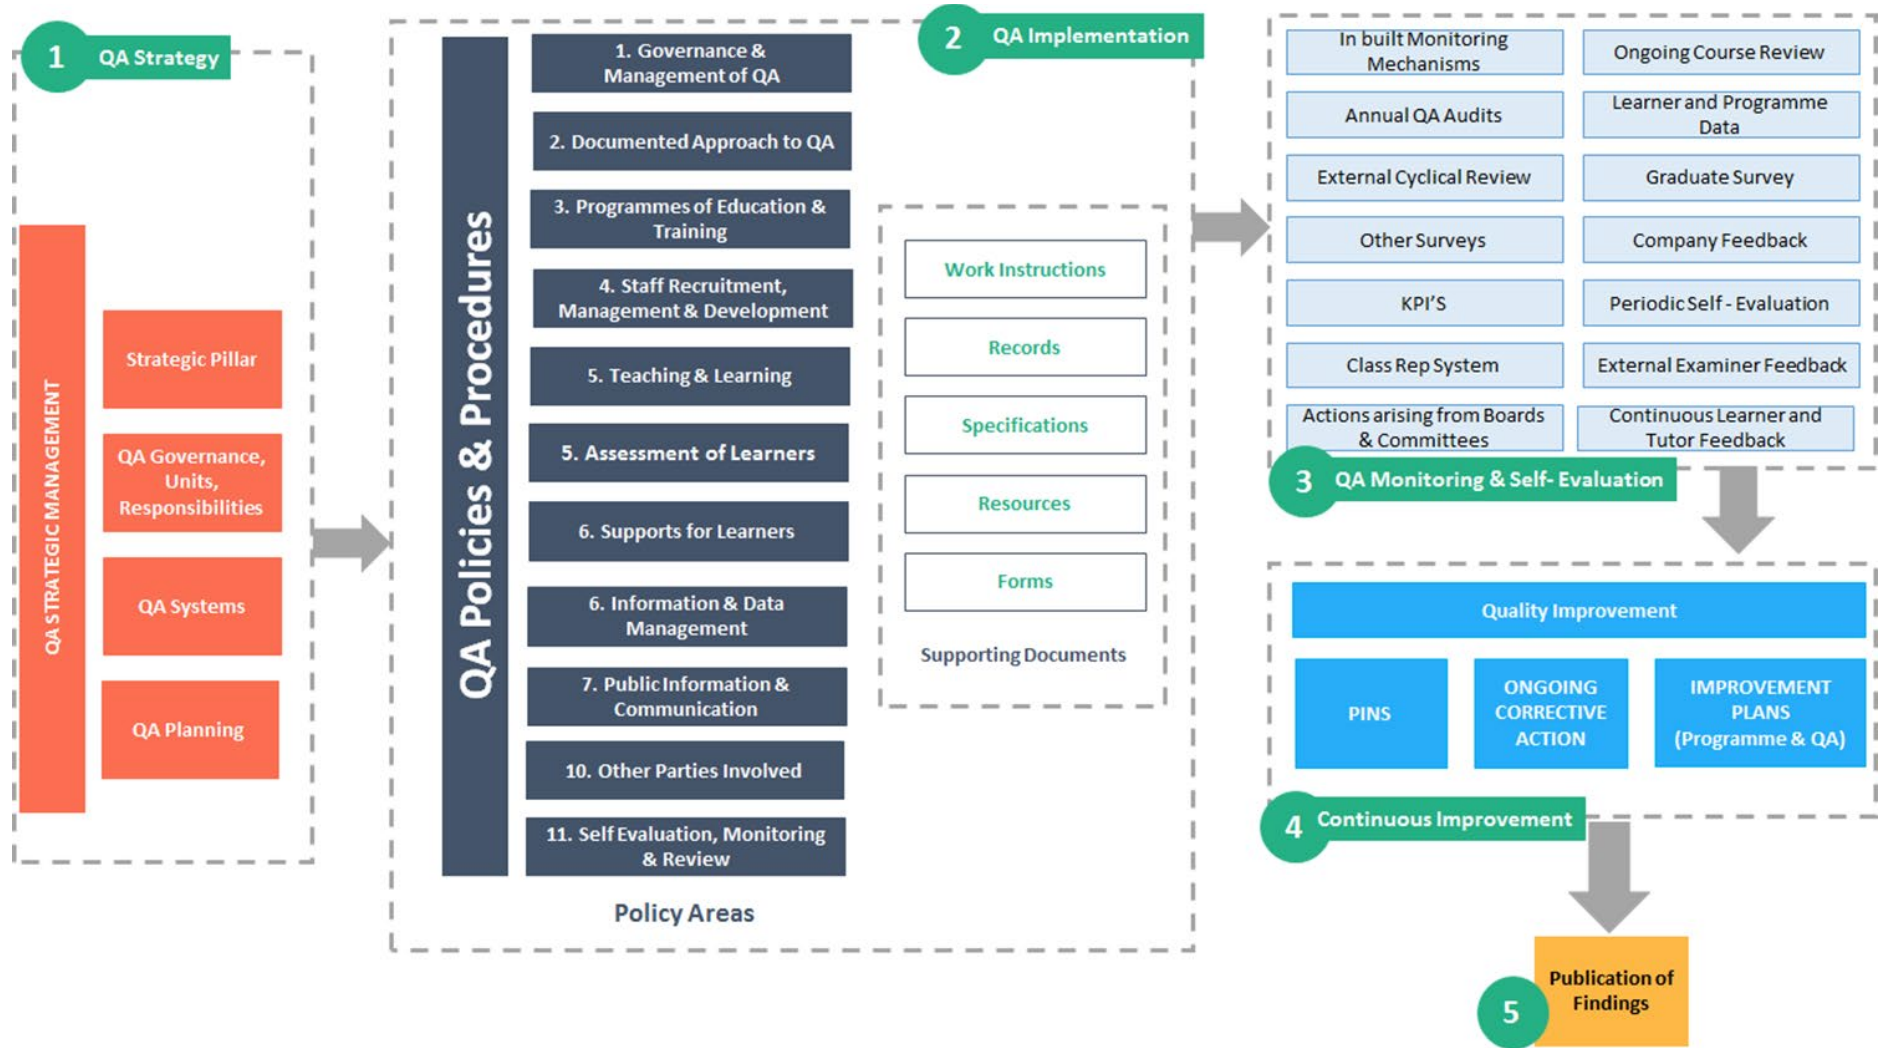 1
QA Strategy
QA STRATEGIC MANAGEMENT
Strategic Pillar
QA Governance,
Units,
Responsibilities
QA Systems
QA Planning
2
QA Implementation
QA Policies & Procedures
1. Governance &
Management of QA
2. Documented Approach to QA
3. Programmes of Education &
Training
4. Staff Recruitment,
Management & Development
5. Teaching & Learning
5. Assessment of Learners
6. Supports for Learners
6. Information & Data
Management
7. Public Information &
Communication
10. Other Parties Involved
11. Self Evaluation, Monitoring
& Review
Policy Areas
Work Instructions
Records
Specifications
Resources
Forms
Supporting Documents
In built Monitoring
Mechanisms
Ongoing Course Review
Annual QA Audits
Learner and Programme
Data
External Cyclical Review
Graduate Survey
Other Surveys
Company Feedback
KPI'S
Periodic Self - Evaluation
Class Rep System
External Examiner Feedback
Actions arising from Boards
& Committees
Continuous Learner and
Tutor Feedback
3
QA Monitoring & Self- Evaluation
Quality Improvement
PINS
ONGOING
CORRECTIVE
ACTION
IMPROVEMENT
PLANS
(Programme & QA)
4
Continuous Improvement
5
Publication of
Findings